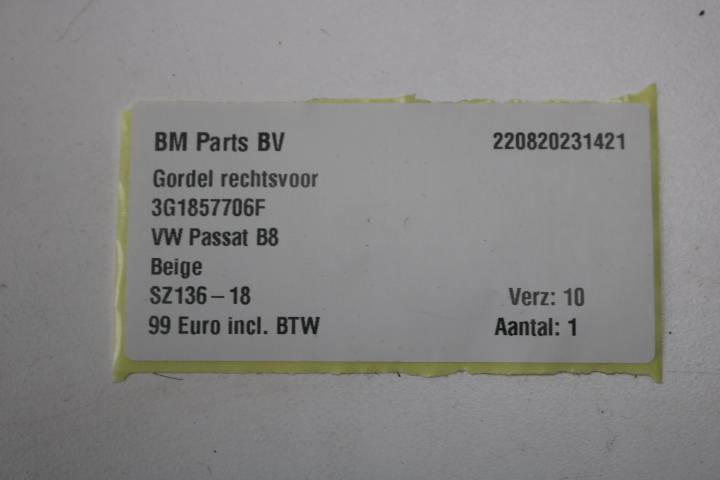 BM Parts BV 220820231421
Gordel rechtsvoor
3G1857706F
VW Passat B8
Beige
SZ136-18 Verz: 10
99 Euro incl. BTW Aantal: 1